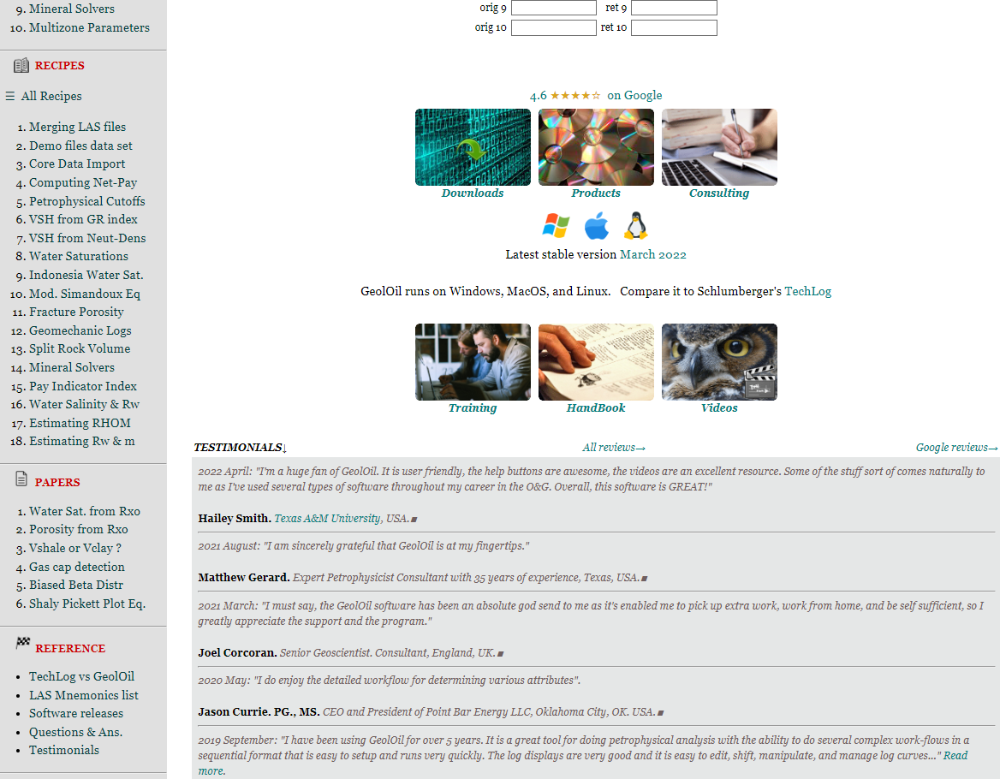 9. Mineral Solvers
10. Multizone Parameters
RECIPES
☰ All Recipes
1. Merging LAS files
2. Demo files data set
3. Core Data Import
4. Computing Net-Pay
5. Petrophysical Cutoffs
6. VSH from GR index
7. VSH from Neut-Dens
8. Water Saturations
9. Indonesia Water Sat.
10. Mod. Simandoux Eq
11. Fracture Porosity
12. Geomechanic Logs
13. Split Rock Volume
14. Mineral Solvers
15. Pay Indicator Index
16. Water Salinity & Rw
17. Estimating RHOM
18. Estimating Rw & m
PAPERS
1. Water Sat. from Rxo
2. Porosity from Rxo
3. Vshale or Vclay ?
4. Gas cap detection
5. Biased Beta Distr
6. Shaly Pickett Plot Eq.
REFERENCE
• TechLog vs GeolOil
• LAS Mnemonics list
• Software releases
• Questions & Ans.
• Testimonials
orig 9 ret 9
orig 10 ret 10
4.6 ★★★★☆ on Google
Downloads Products Consulting
Latest stable version March 2022
GeolOil runs on Windows, MacOS, and Linux. Compare it to Schlumberger's TechLog
Training HandBook Videos
TESTIMONIALS↓ All reviews→ Google reviews→
2022 April: "I'm a huge fan of GeolOil. It is user friendly, the help buttons are awesome, the videos are an excellent resource. Some of the stuff sort of comes naturally to
me as I've used several types of software throughout my career in the O&G. Overall, this software is GREAT!"
Hailey Smith. Texas A&M University, USA.■
2021 August: "I am sincerely grateful that GeolOil is at my fingertips."
Matthew Gerard. Expert Petrophysicist Consultant with 35 years of experience, Texas, USA.■
2021 March: "I must say, the GeolOil software has been an absolute god send to me as it's enabled me to pick up extra work, work from home, and be self sufficient, so I
greatly appreciate the support and the program."
Joel Corcoran. Senior Geoscientist. Consultant, England, UK.■
2020 May: "I do enjoy the detailed workflow for determining various attributes".
Jason Currie. PG., MS. CEO and President of Point Bar Energy LLC, Oklahoma City, OK. USA.■
2019 September: "I have been using GeolOil for over 5 years. It is a great tool for doing petrophysical analysis with the ability to do several complex work-flows in a
sequential format that is easy to setup and runs very quickly. The log displays are very good and it is easy to edit, shift, manipulate, and manage log curves..." Read
more.